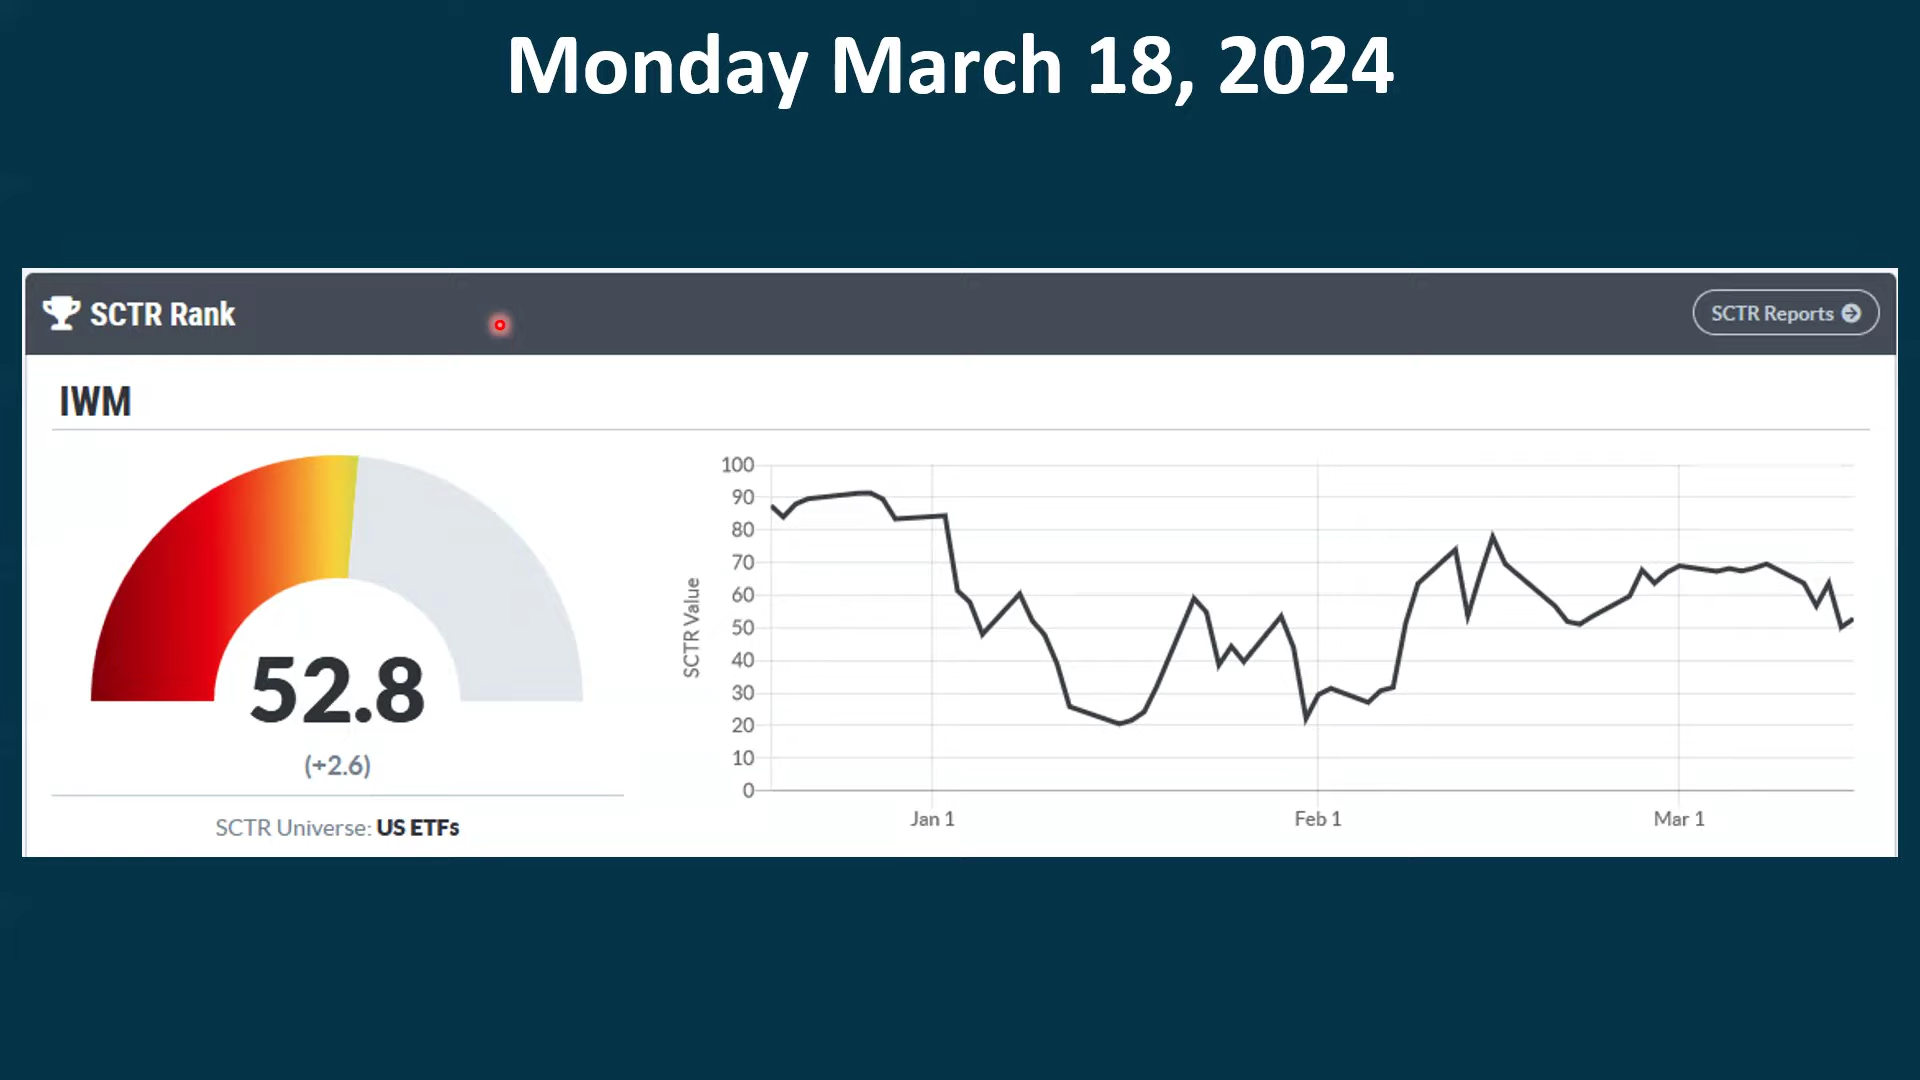 Monday March 18, 2024
SCTR Rank
SCTR Reports
IWM
52.8
(+2.6)
SCTR Universe: US ETFs
SCTR Value
100
90
80
70
60
50
40
30
20
10
0
Jan 1
Feb 1
Mar 1